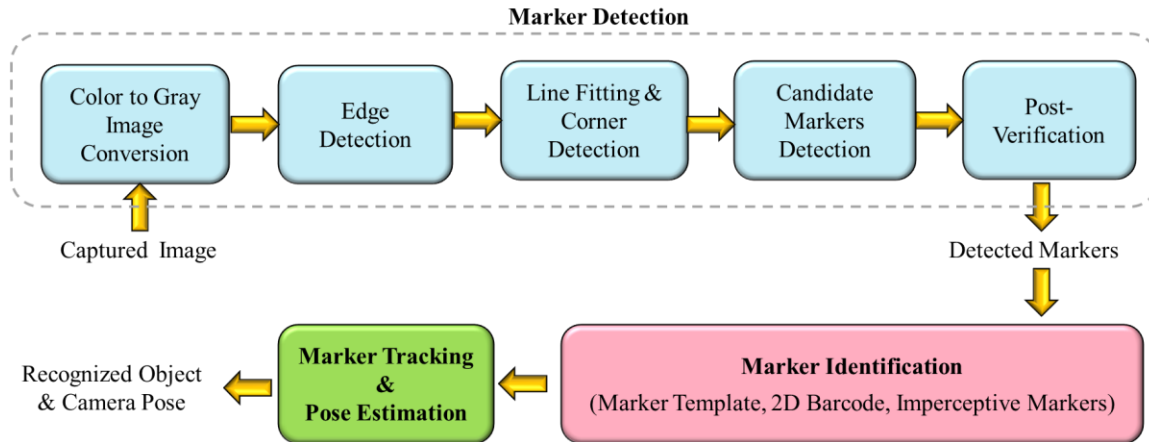 Marker Detection
Color to Gray
Image
Conversion
Edge
Detection
Line Fitting &
Corner
Detection
Candidate
Markers
Detection
Post-
Verification
Captured Image
Detected Markers
Marker Identification
(Marker Template, 2D Barcode, Imperceptive Markers)
Marker Tracking
&
Pose Estimation
Recognized Object
& Camera Pose